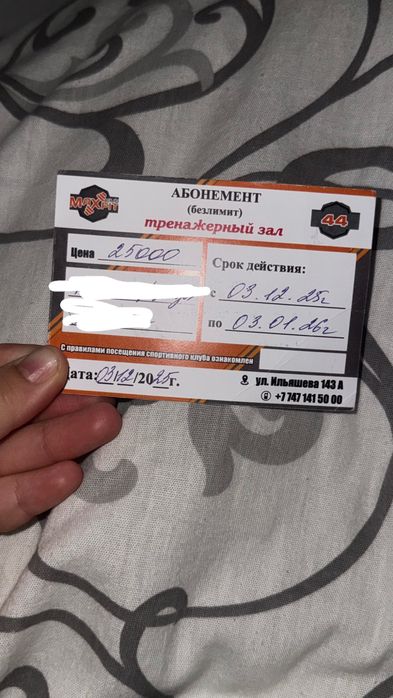 MAXFIT
АБОНЕМЕНТ
(безлимит)
тренажерный зал
44
Цена 25000
Срок действия:
с 03.12.25г
по 03.01.26г
С правилами посещения спортивного клуба ознакомлен
Дата: 03/12/2025г.
ул. Ильяшева 143 А
+7 747 141 50 00